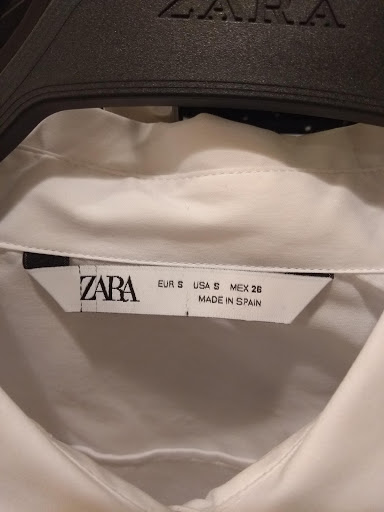 ZARA
ZARA
EUR S USA S MEX 26
MADE IN SPAIN